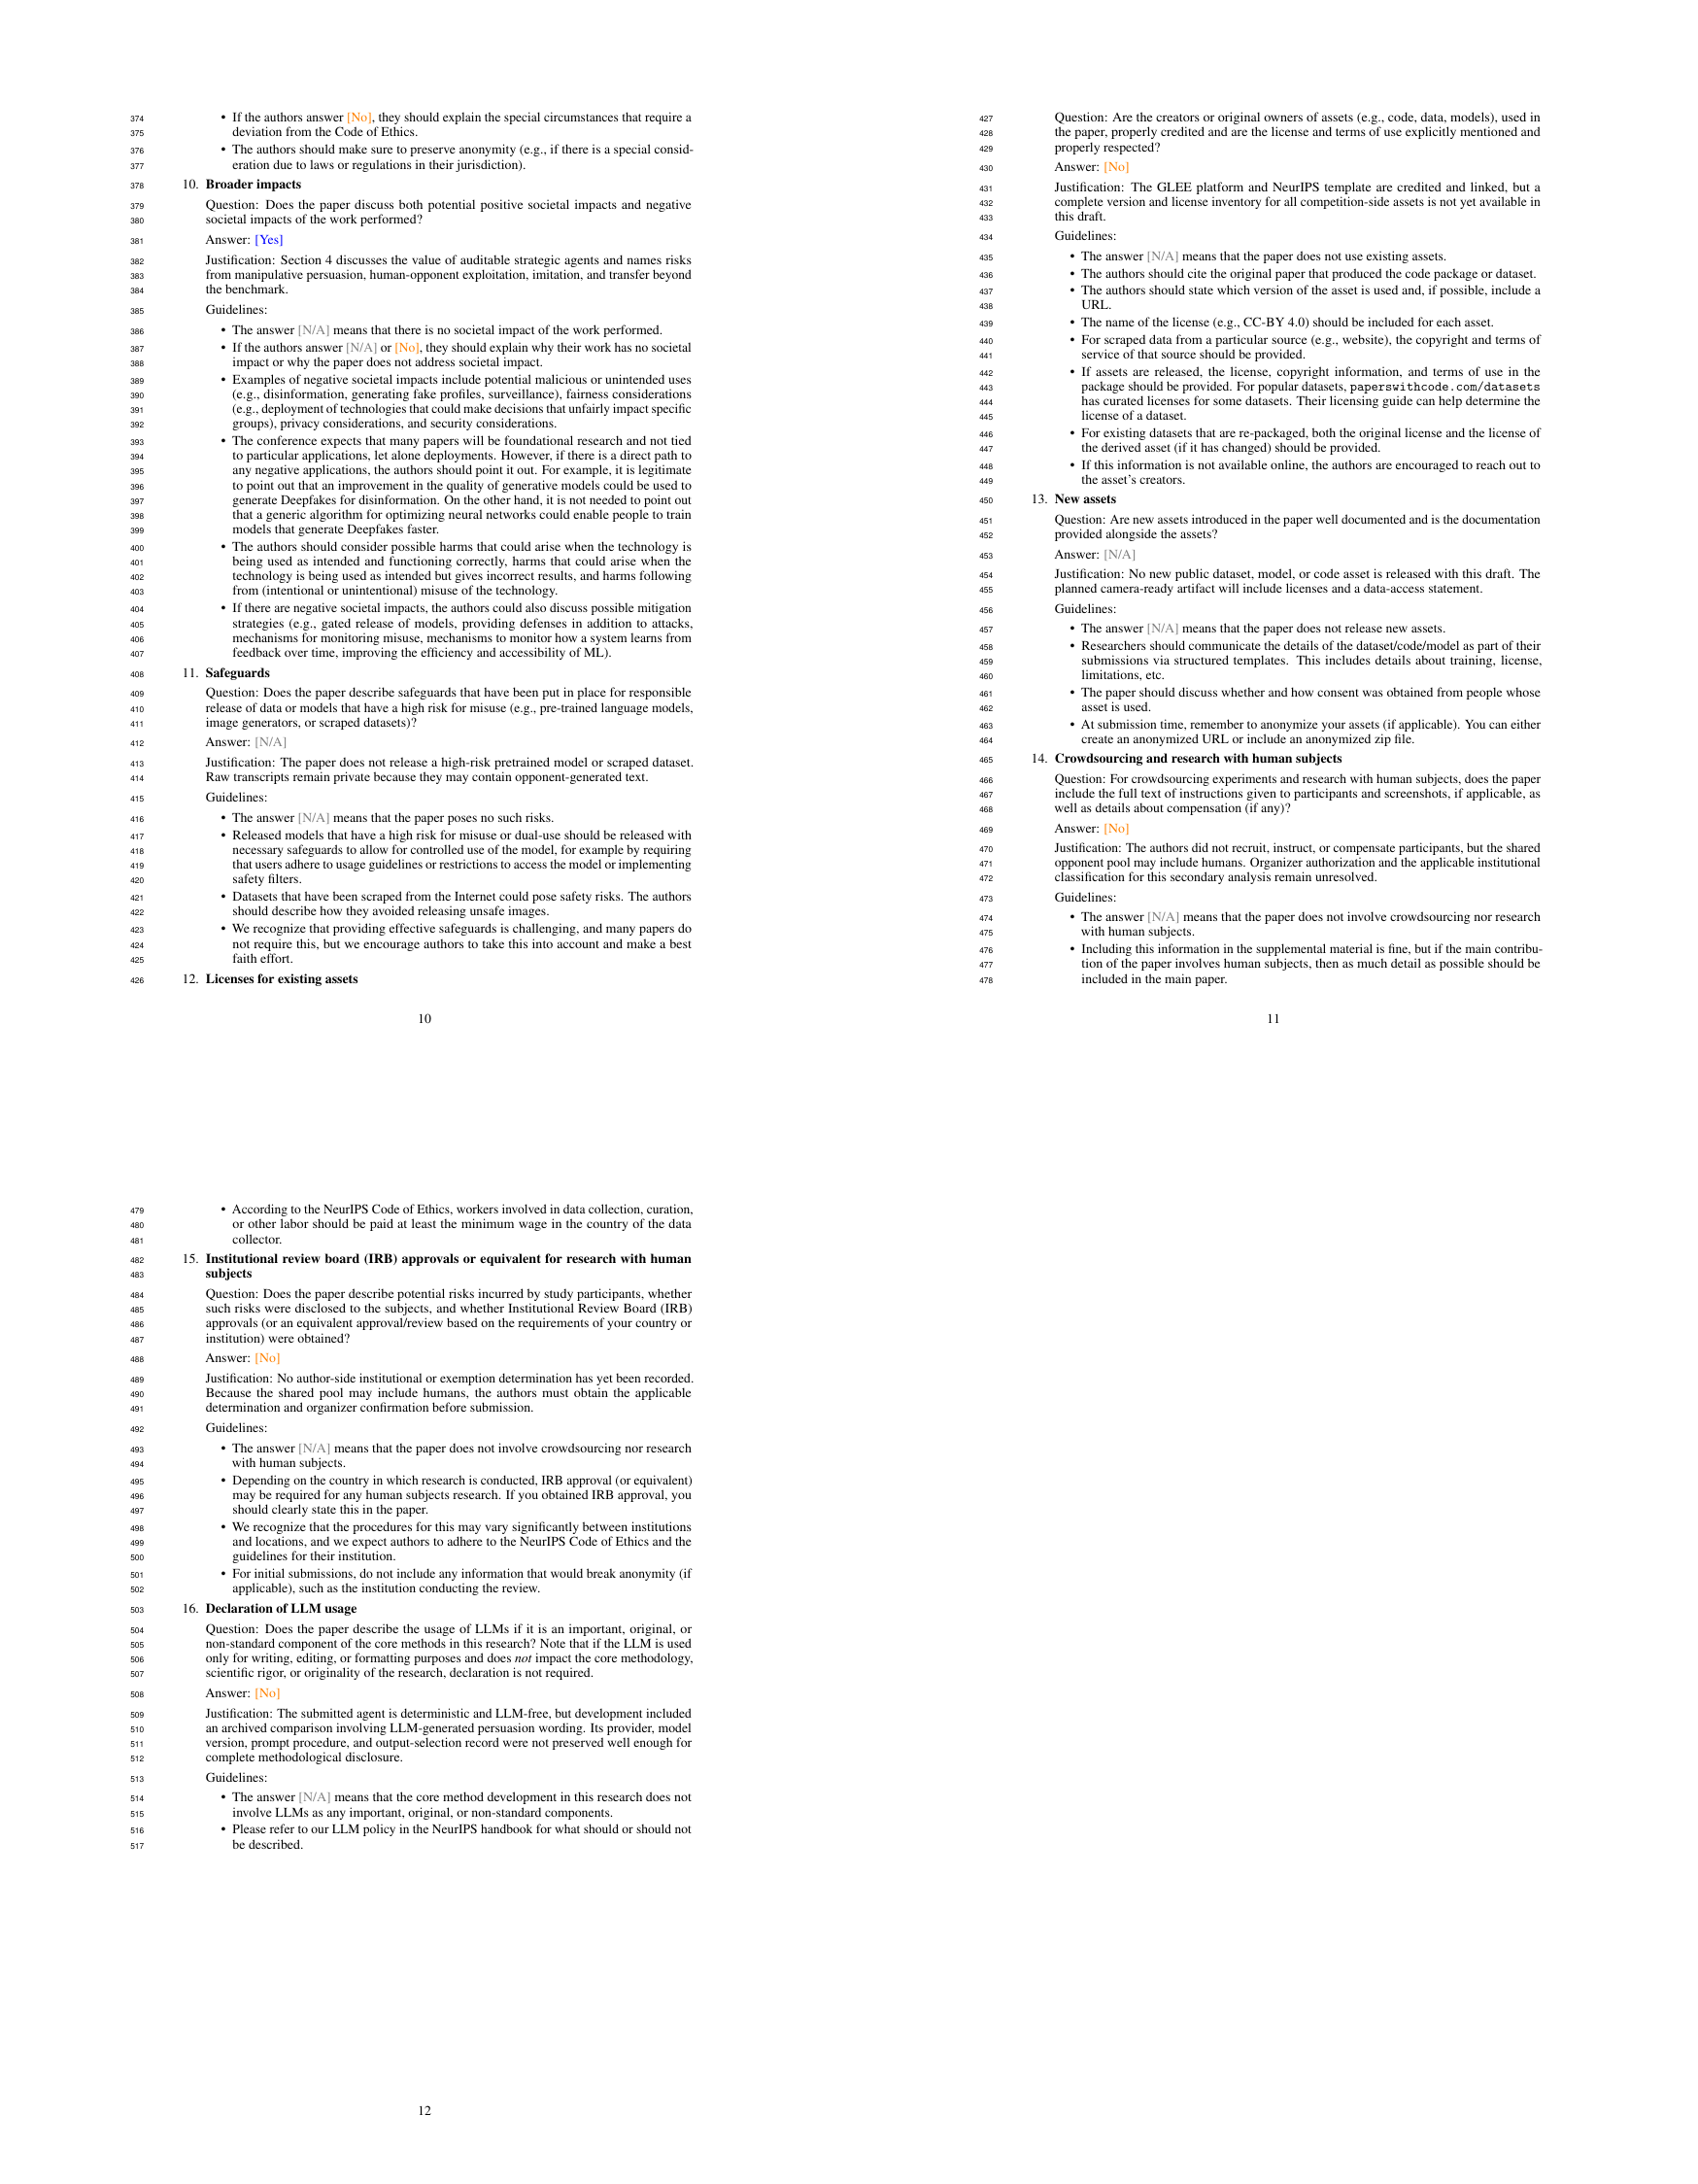 374 • If the authors answer [No], they should explain the special circumstances that require a
375 deviation from the Code of Ethics.
376 • The authors should make sure to preserve anonymity (e.g., if there is a special consid-
377 eration due to laws or regulations in their jurisdiction).
378 10. Broader impacts
379 Question: Does the paper discuss both potential positive societal impacts and negative
380 societal impacts of the work performed?
381 Answer: [Yes]
382 Justification: Section 4 discusses the value of auditable strategic agents and names risks
383 from manipulative persuasion, human-opponent exploitation, imitation, and transfer beyond
384 the benchmark.
385 Guidelines:
386 • The answer [N/A] means that there is no societal impact of the work performed.
387 • If the authors answer [N/A] or [No], they should explain why their work has no societal
388 impact or why the paper does not address societal impact.
389 • Examples of negative societal impacts include potential malicious or unintended uses
390 (e.g., disinformation, generating fake profiles, surveillance), fairness considerations
391 (e.g., deployment of technologies that could make decisions that unfairly impact specific
392 groups), privacy considerations, and security considerations.
393 • The conference expects that many papers will be foundational research and not tied
394 to particular applications, let alone deployments. However, if there is a direct path to
395 any negative applications, the authors should point it out. For example, it is legitimate
396 to point out that an improvement in the quality of generative models could be used to
397 generate Deepfakes for disinformation. On the other hand, it is not needed to point out
398 that a generic algorithm for optimizing neural networks could enable people to train
399 models that generate Deepfakes faster.
400 • The authors should consider possible harms that could arise when the technology is
401 being used as intended and functioning correctly, harms that could arise when the
402 technology is being used as intended but gives incorrect results, and harms following
403 from (intentional or unintentional) misuse of the technology.
404 • If there are negative societal impacts, the authors could also discuss possible mitigation
405 strategies (e.g., gated release of models, providing defenses in addition to attacks,
406 mechanisms for monitoring misuse, mechanisms to monitor how a system learns from
407 feedback over time, improving the efficiency and accessibility of ML).
408 11. Safeguards
409 Question: Does the paper describe safeguards that have been put in place for responsible
410 release of data or models that have a high risk for misuse (e.g., pre-trained language models,
411 image generators, or scraped datasets)?
412 Answer: [N/A]
413 Justification: The paper does not release a high-risk pretrained model or scraped dataset.
414 Raw transcripts remain private because they may contain opponent-generated text.
415 Guidelines:
416 • The answer [N/A] means that the paper poses no such risks.
417 • Released models that have a high risk for misuse or dual-use should be released with
418 necessary safeguards to allow for controlled use of the model, for example by requiring
419 that users adhere to usage guidelines or restrictions to access the model or implementing
420 safety filters.
421 • Datasets that have been scraped from the Internet could pose safety risks. The authors
422 should describe how they avoided releasing unsafe images.
423 • We recognize that providing effective safeguards is challenging, and many papers do
424 not require this, but we encourage authors to take this into account and make a best
425 faith effort.
426 12. Licenses for existing assets
10
427 Question: Are the creators or original owners of assets (e.g., code, data, models), used in
428 the paper, properly credited and are the license and terms of use explicitly mentioned and
429 properly respected?
430 Answer: [No]
431 Justification: The GLEE platform and NeurIPS template are credited and linked, but a
432 complete version and license inventory for all competition-side assets is not yet available in
433 this draft.
434 Guidelines:
435 • The answer [N/A] means that the paper does not use existing assets.
436 • The authors should cite the original paper that produced the code package or dataset.
437 • The authors should state which version of the asset is used and, if possible, include a
438 URL.
439 • The name of the license (e.g., CC-BY 4.0) should be included for each asset.
440 • For scraped data from a particular source (e.g., website), the copyright and terms of
441 service of that source should be provided.
442 • If assets are released, the license, copyright information, and terms of use in the
443 package should be provided. For popular datasets, paperswithcode.com/datasets
444 has curated licenses for some datasets. Their licensing guide can help determine the
445 license of a dataset.
446 • For existing datasets that are re-packaged, both the original license and the license of
447 the derived asset (if it has changed) should be provided.
448 • If this information is not available online, the authors are encouraged to reach out to
449 the asset's creators.
450 13. New assets
451 Question: Are new assets introduced in the paper well documented and is the documentation
452 provided alongside the assets?
453 Answer: [N/A]
454 Justification: No new public dataset, model, or code asset is released with this draft. The
455 planned camera-ready artifact will include licenses and a data-access statement.
456 Guidelines:
457 • The answer [N/A] means that the paper does not release new assets.
458 • Researchers should communicate the details of the dataset/code/model as part of their
459 submissions via structured templates. This includes details about training, license,
460 limitations, etc.
461 • The paper should discuss whether and how consent was obtained from people whose
462 asset is used.
463 • At submission time, remember to anonymize your assets (if applicable). You can either
464 create an anonymized URL or include an anonymized zip file.
465 14. Crowdsourcing and research with human subjects
466 Question: For crowdsourcing experiments and research with human subjects, does the paper
467 include the full text of instructions given to participants and screenshots, if applicable, as
468 well as details about compensation (if any)?
469 Answer: [No]
470 Justification: The authors did not recruit, instruct, or compensate participants, but the shared
471 opponent pool may include humans. Organizer authorization and the applicable institutional
472 classification for this secondary analysis remain unresolved.
473 Guidelines:
474 • The answer [N/A] means that the paper does not involve crowdsourcing nor research
475 with human subjects.
476 • Including this information in the supplemental material is fine, but if the main contribu-
477 tion of the paper involves human subjects, then as much detail as possible should be
478 included in the main paper.
11
479 • According to the NeurIPS Code of Ethics, workers involved in data collection, curation,
480 or other labor should be paid at least the minimum wage in the country of the data
481 collector.
482 15. Institutional review board (IRB) approvals or equivalent for research with human
483 subjects
484 Question: Does the paper describe potential risks incurred by study participants, whether
485 such risks were disclosed to the subjects, and whether Institutional Review Board (IRB)
486 approvals (or an equivalent approval/review based on the requirements of your country or
487 institution) were obtained?
488 Answer: [No]
489 Justification: No author-side institutional or exemption determination has yet been recorded.
490 Because the shared pool may include humans, the authors must obtain the applicable
491 determination and organizer confirmation before submission.
492 Guidelines:
493 • The answer [N/A] means that the paper does not involve crowdsourcing nor research
494 with human subjects.
495 • Depending on the country in which research is conducted, IRB approval (or equivalent)
496 may be required for any human subjects research. If you obtained IRB approval, you
497 should clearly state this in the paper.
498 • We recognize that the procedures for this may vary significantly between institutions
499 and locations, and we expect authors to adhere to the NeurIPS Code of Ethics and the
500 guidelines for their institution.
501 • For initial submissions, do not include any information that would break anonymity (if
502 applicable), such as the institution conducting the review.
503 16. Declaration of LLM usage
504 Question: Does the paper describe the usage of LLMs if it is an important, original, or
505 non-standard component of the core methods in this research? Note that if the LLM is used
506 only for writing, editing, or formatting purposes and does not impact the core methodology,
507 scientific rigor, or originality of the research, declaration is not required.
508 Answer: [No]
509 Justification: The submitted agent is deterministic and LLM-free, but development included
510 an archived comparison involving LLM-generated persuasion wording. Its provider, model
511 version, prompt procedure, and output-selection record were not preserved well enough for
512 complete methodological disclosure.
513 Guidelines:
514 • The answer [N/A] means that the core method development in this research does not
515 involve LLMs as any important, original, or non-standard components.
516 • Please refer to our LLM policy in the NeurIPS handbook for what should or should not
517 be described.
12